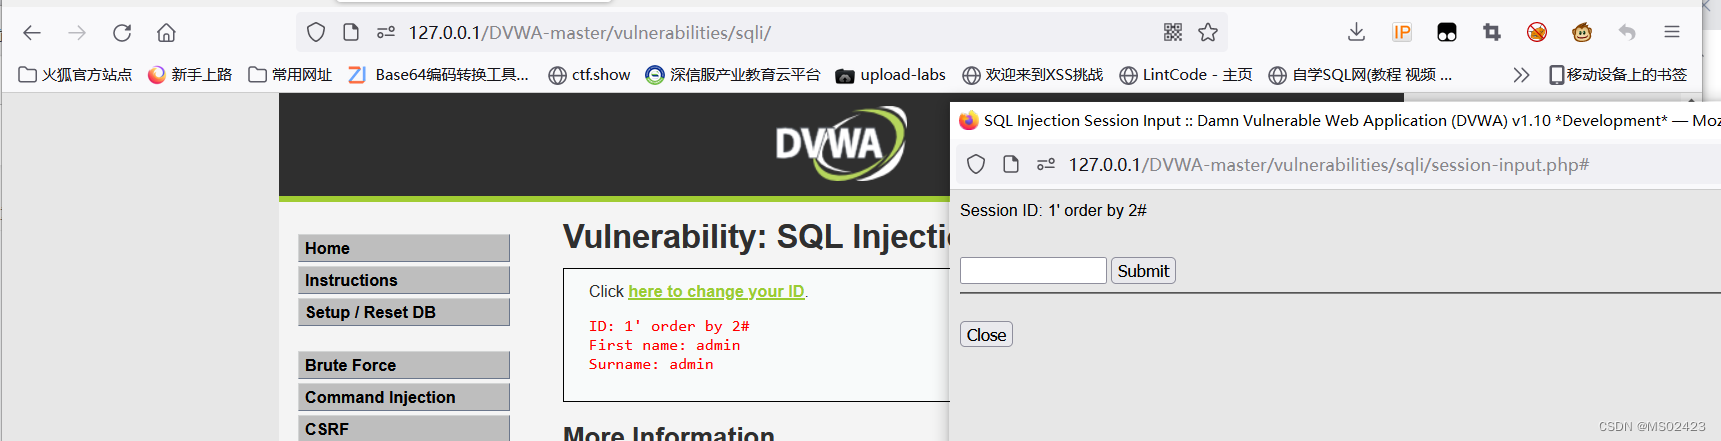 127.0.0.1/DVWA-master/vulnerabilities/sqli/
IP
火狐官方站点 新手上路 常用网址 Base64编码转换工具... ctf.show 深信服产业教育云平台 upload-labs 欢迎来到XSS挑战 LintCode - 主页 自学SQL网(教程 视频 ... 移动设备上的书签
DVWA
Home
Instructions
Setup / Reset DB
Brute Force
Command Injection
CSRF
Vulnerability: SQL Injectio
Click here to change your ID.
ID: 1' order by 2#
First name: admin
Surname: admin
More Information
SQL Injection Session Input :: Damn Vulnerable Web Application (DVWA) v1.10 *Development* — Moz
127.0.0.1/DVWA-master/vulnerabilities/sqli/session-input.php#
Session ID: 1' order by 2#
Submit
Close
CSDN @MS02423